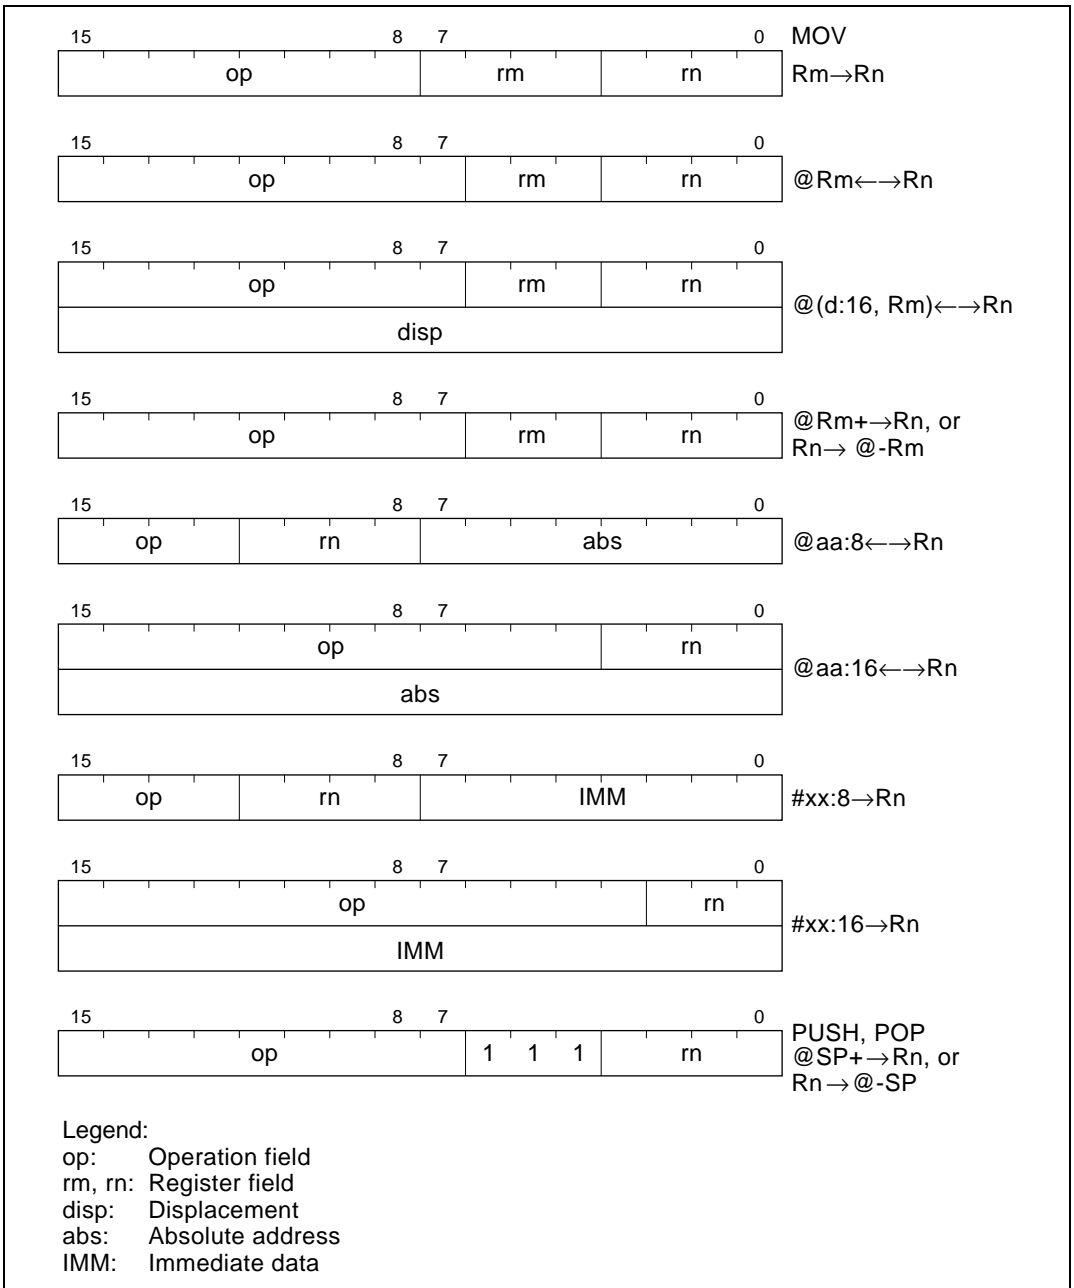 15 8 7 0 MOV
op rm rn Rm→Rn
15 8 7 0
op rm rn @Rm←→Rn
15 8 7 0
op rm rn
@(d:16, Rm)←→Rn
disp
15 8 7 0
@Rm+→Rn, or
op rm rn
Rn→ @-Rm
15 8 7 0
op rn abs @aa:8←→Rn
15 8 7 0
op rn
@aa:16←→Rn
abs
15 8 7 0
op rn IMM #xx:8→Rn
15 8 7 0
op rn
#xx:16→Rn
IMM
15 8 7 0
PUSH, POP
op 1 1 1 rn @SP+→Rn, or
Rn→@-SP
Legend:
op: Operation field
rm, rn: Register field
disp: Displacement
abs: Absolute address
IMM: Immediate data